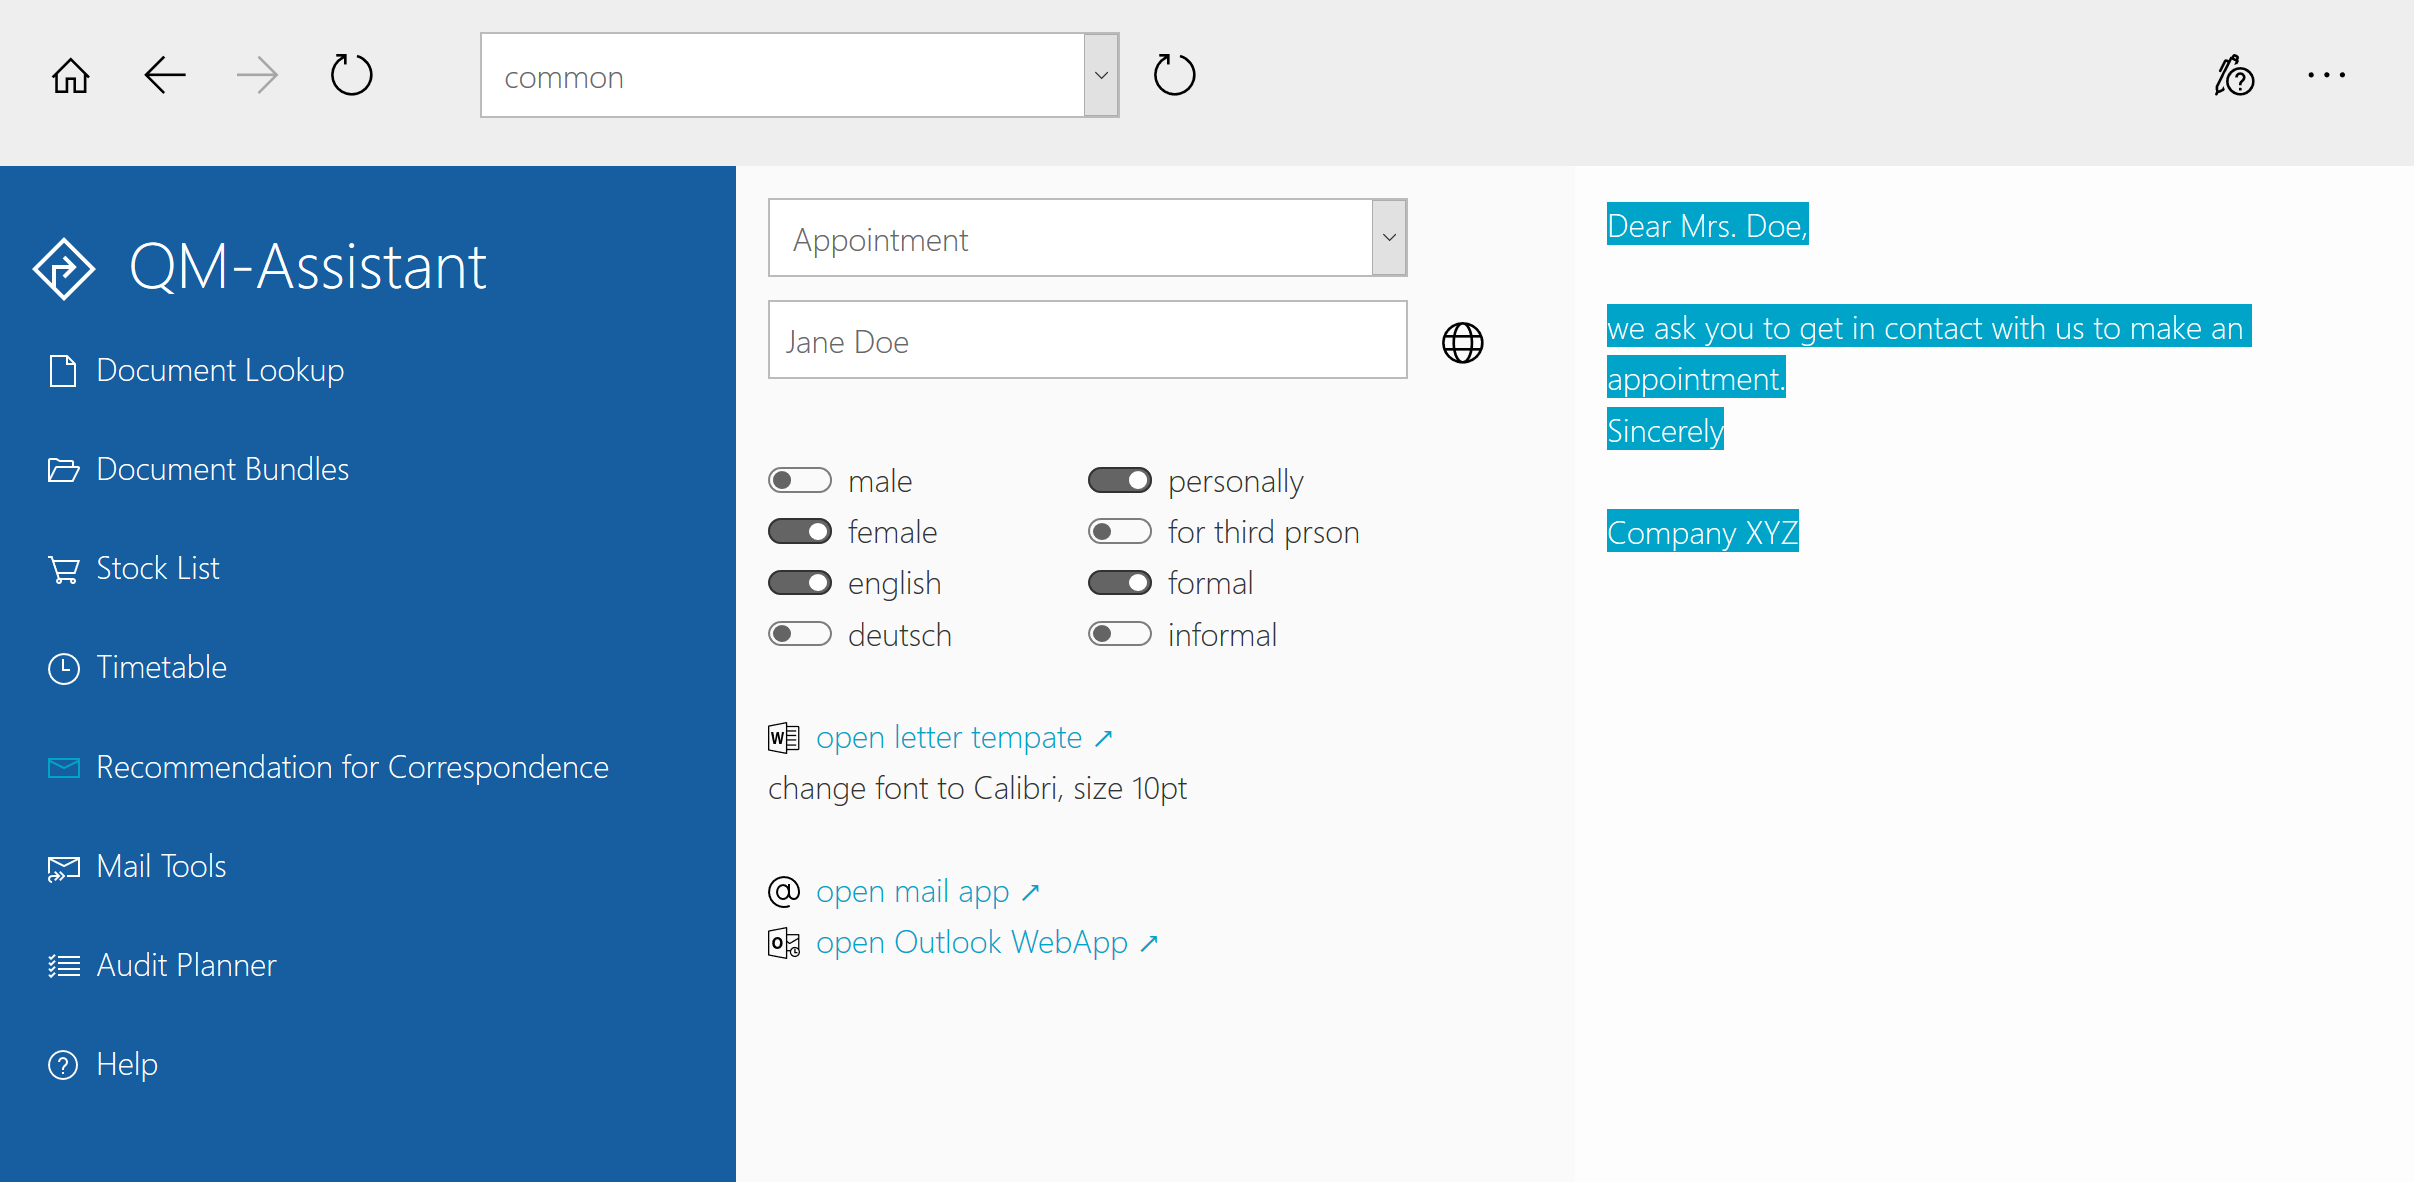 common
QM-Assistant
Document Lookup
Document Bundles
Stock List
Timetable
Recommendation for Correspondence
Mail Tools
Audit Planner
Help
Appointment
Jane Doe
male
personally
female
for third prson
english
formal
deutsch
informal
open letter tempate ↗
change font to Calibri, size 10pt
open mail app ↗
open Outlook WebApp ↗
Dear Mrs. Doe,
we ask you to get in contact with us to make an
appointment.
Sincerely
Company XYZ